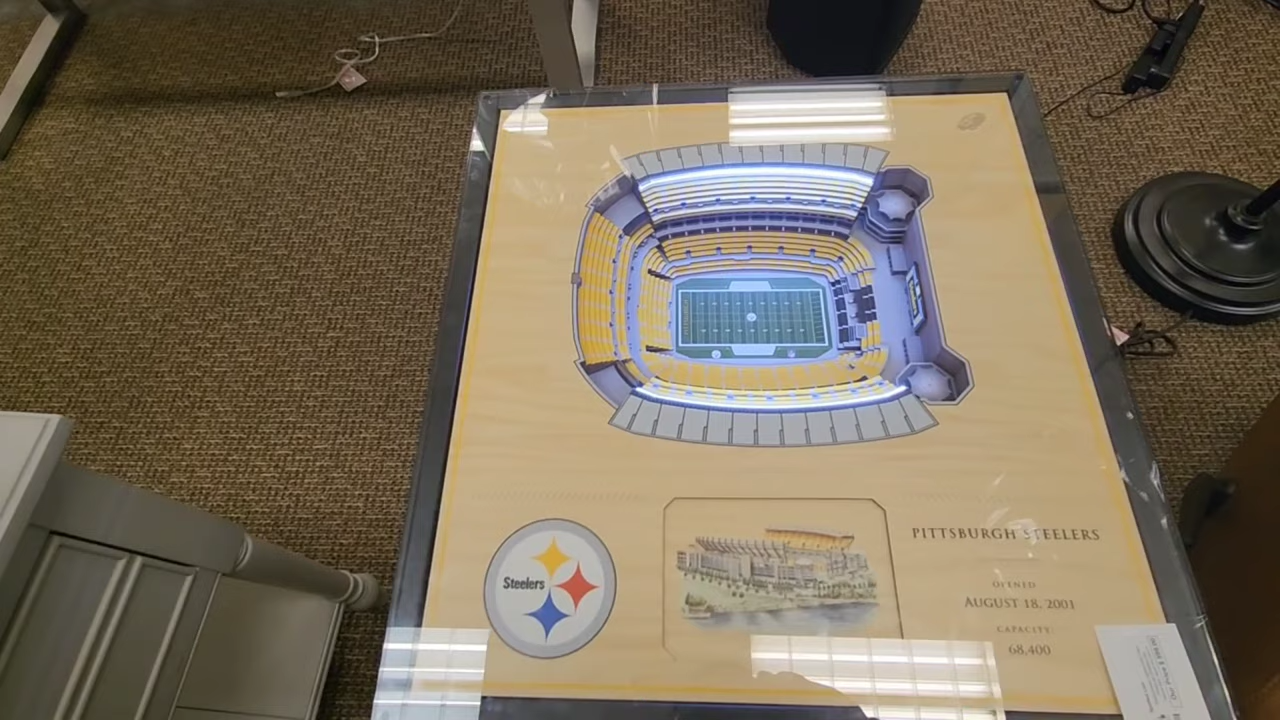 Steelers
PITTSBURGH STEELERS
OPENED
AUGUST 18, 2001
CAPACITY:
68,400